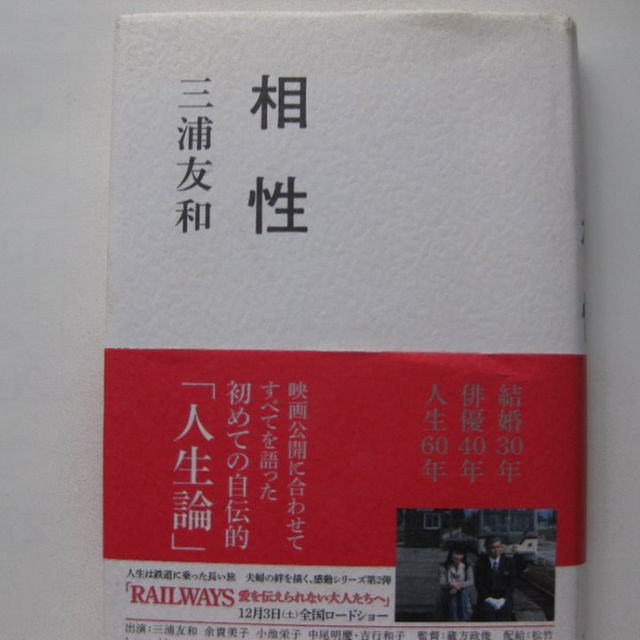 相性
三浦友和
結婚30年
俳優40年
人生60年
映画公開に合わせて
すべてを語った
初めての自伝的
「人生論」
人生は鉄道に乗った長い旅 夫婦の絆を描く、感動シリーズ第2弾
「RAILWAYS 愛を伝えられない大人たちへ」
12月3日(土)全国ロードショー
出演:三浦友和 余貴美子 小池栄子 中尾明慶・吉行和子 監督:蔵方政俊 配給:松竹